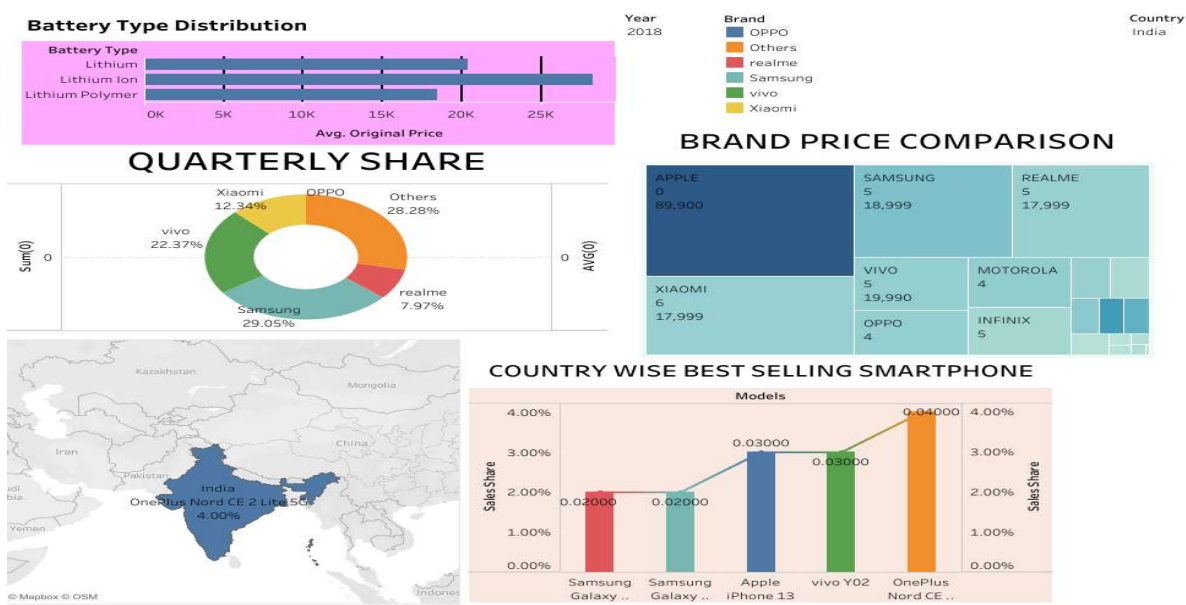 Battery Type Distribution
Battery Type
Lithium
Lithium Ion
Lithium Polymer
0K 5K 10K 15K 20K 25K
Avg. Original Price
Year
2018
Brand
OPPO
Others
realme
Samsung
vivo
Xiaomi
Country
India
QUARTERLY SHARE
Sum(0)
0
Xiaomi
12.34%
OPPO
Others
28.28%
vivo
22.37%
realme
7.97%
Samsung
29.05%
0
AVG(0)
BRAND PRICE COMPARISON
APPLE
0
89,900
SAMSUNG
5
18,999
REALME
5
17,999
XIAOMI
6
17,999
VIVO
5
19,990
MOTOROLA
4
OPPO
4
INFINIX
5
Kazakhstan
Mongolia
China
Iran
Pakistan
India
OnePlus Nord CE 2 Lite 5G
4.00%
Yemen
© Mapbox © OSM
COUNTRY WISE BEST SELLING SMARTPHONE
Models
Sales Share
4.00%
3.00%
2.00%
1.00%
0.00%
0.02000
0.02000
0.03000
0.03000
0.04000
4.00%
3.00%
2.00%
1.00%
0.00%
Sales Share
Samsung
Galaxy ..
Samsung
Galaxy ..
Apple
iPhone 13
vivo Y02
OnePlus
Nord CE ..